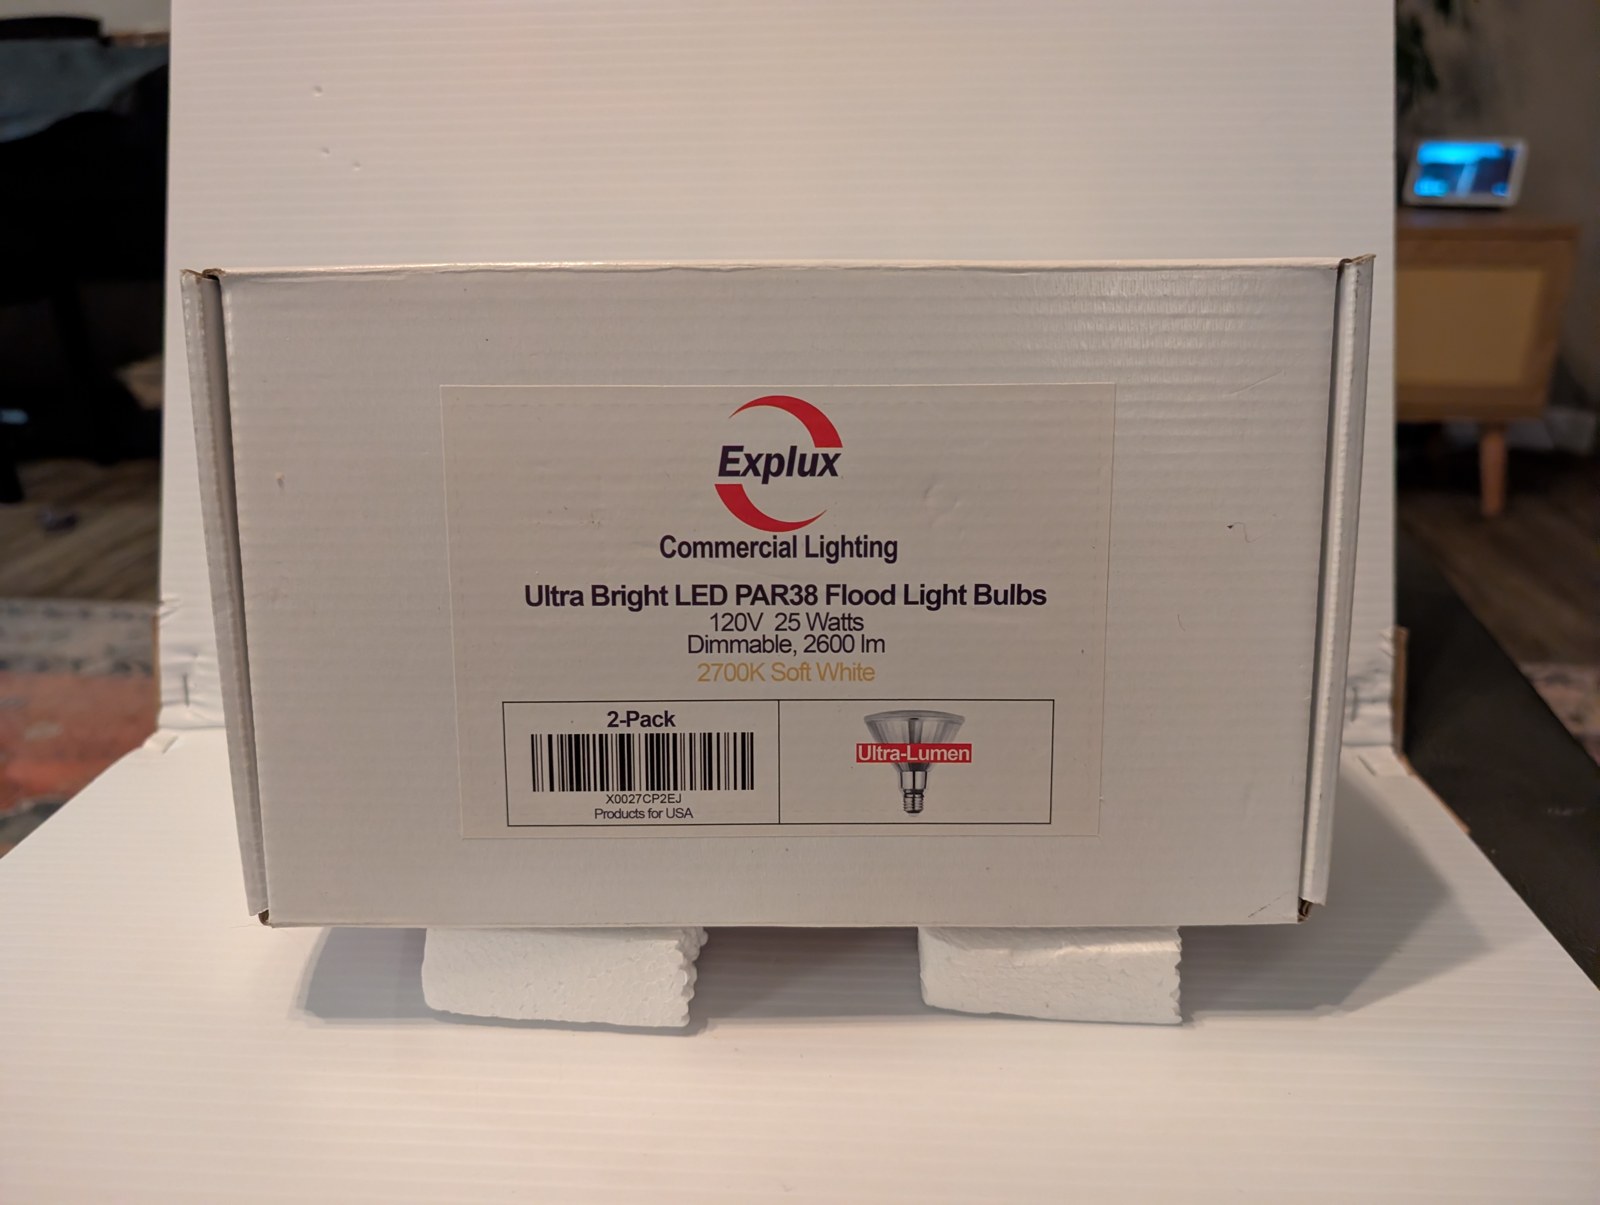 Explux
Commercial Lighting
Ultra Bright LED PAR38 Flood Light Bulbs
120V 25 Watts
Dimmable, 2600 lm
2700K Soft White
2-Pack
X0027CP2EJ
Products for USA
Ultra-Lumen